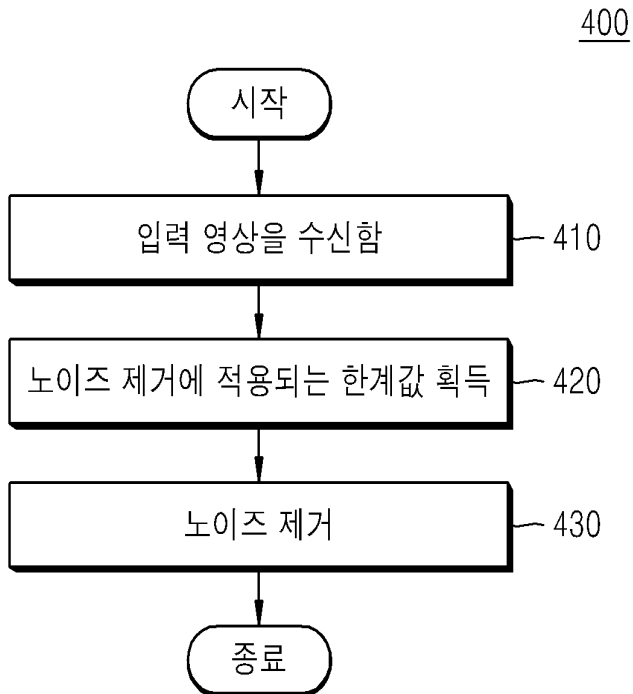 400
시작
입력 영상을 수신함
410
노이즈 제거에 적용되는 한계값 획득
420
노이즈 제거
430
종료